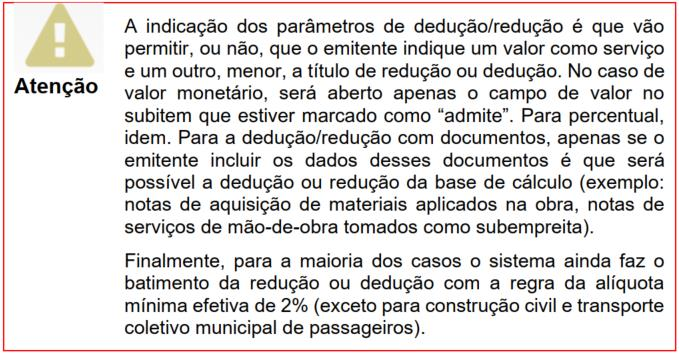 Atenção
A indicação dos parâmetros de dedução/redução é que vão
permitir, ou não, que o emitente indique um valor como serviço
e um outro, menor, a título de redução ou dedução. No caso de
valor monetário, será aberto apenas o campo de valor no
subitem que estiver marcado como “admite”. Para percentual,
idem. Para a dedução/redução com documentos, apenas se o
emitente incluir os dados desses documentos é que será
possível a dedução ou redução da base de cálculo (exemplo:
notas de aquisição de materiais aplicados na obra, notas de
serviços de mão-de-obra tomados como subempreita).
Finalmente, para a maioria dos casos o sistema ainda faz o
batimento da redução ou dedução com a regra da alíquota
mínima efetiva de 2% (exceto para construção civil e transporte
coletivo municipal de passageiros).